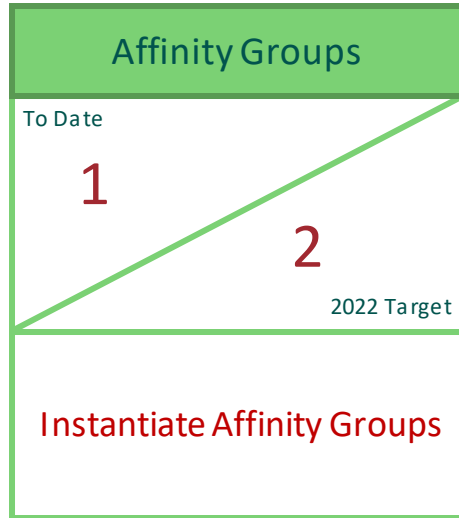 Affinity Groups
To Date
1
2
2022 Target
Instantiate Affinity Groups